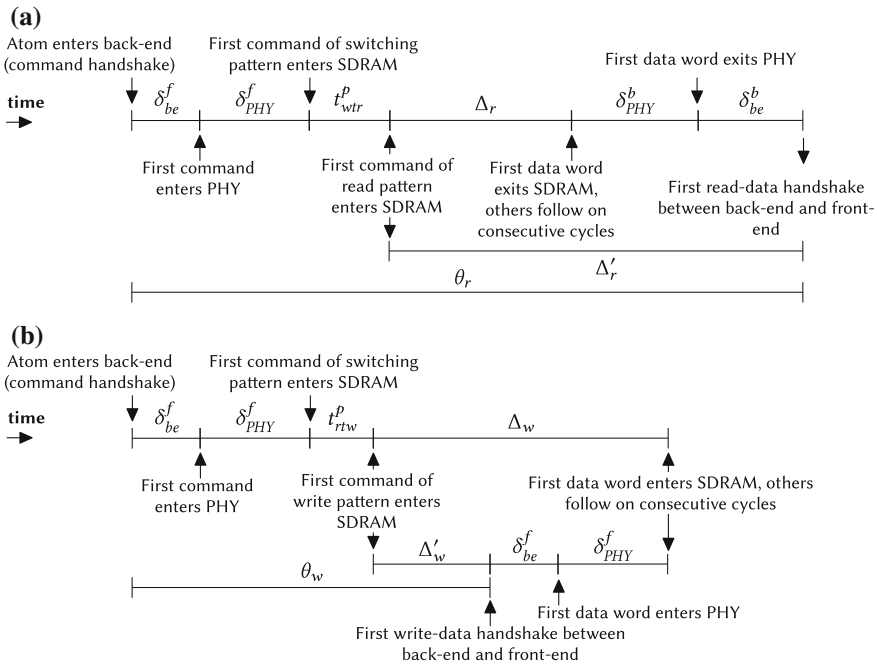 (a)
Atom enters back-end
(command handshake)
First command of switching
pattern enters SDRAM
First data word exits PHY
time
δ^f_be
δ^f_PHY
t^p_wtr
Δ_r
δ^b_PHY
δ^b_be
First command
enters PHY
First command of
read pattern
enters SDRAM
First data word
exits SDRAM,
others follow on
consecutive cycles
First read-data handshake
between back-end and front-
end
Δ′_r
θ_r
(b)
Atom enters back-end
(command handshake)
First command of switching
pattern enters SDRAM
time
δ^f_be
δ^f_PHY
t^p_rtw
Δ_w
First command
enters PHY
First command of
write pattern enters
SDRAM
First data word enters SDRAM, others
follow on consecutive cycles
Δ′_w
δ^f_be
δ^f_PHY
θ_w
First data word enters PHY
First write-data handshake between
back-end and front-end